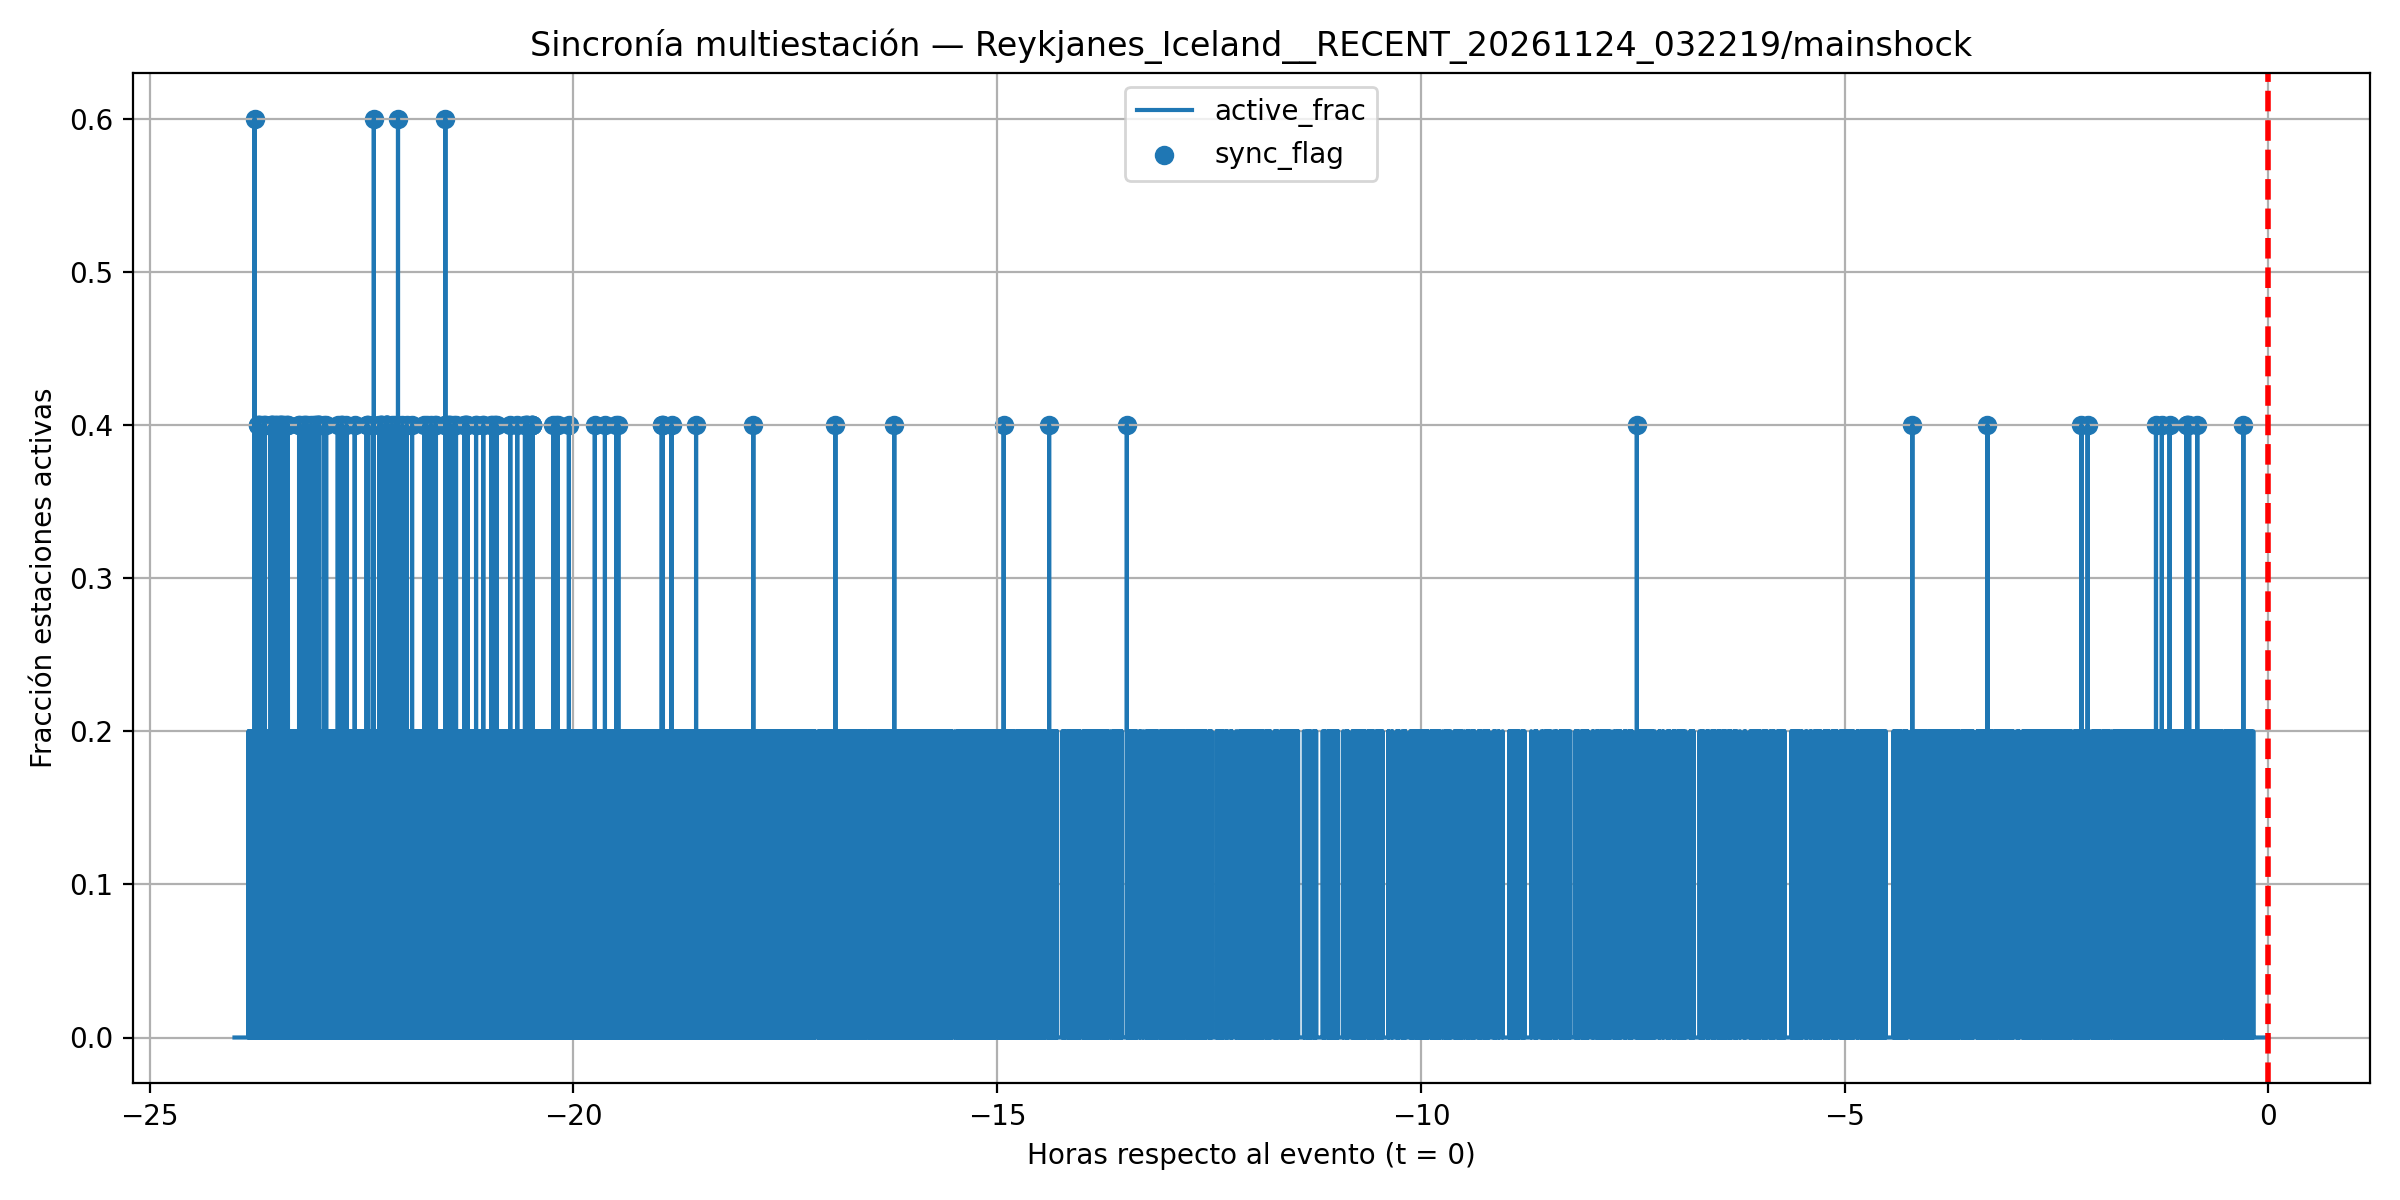 Sincronía multiestación — Reykjanes_Iceland__RECENT_20261124_032219/mainshock
active_frac
sync_flag
Fracción estaciones activas
0.6
0.5
0.4
0.3
0.2
0.1
0.0
−25
−20
−15
−10
−5
0
Horas respecto al evento (t = 0)